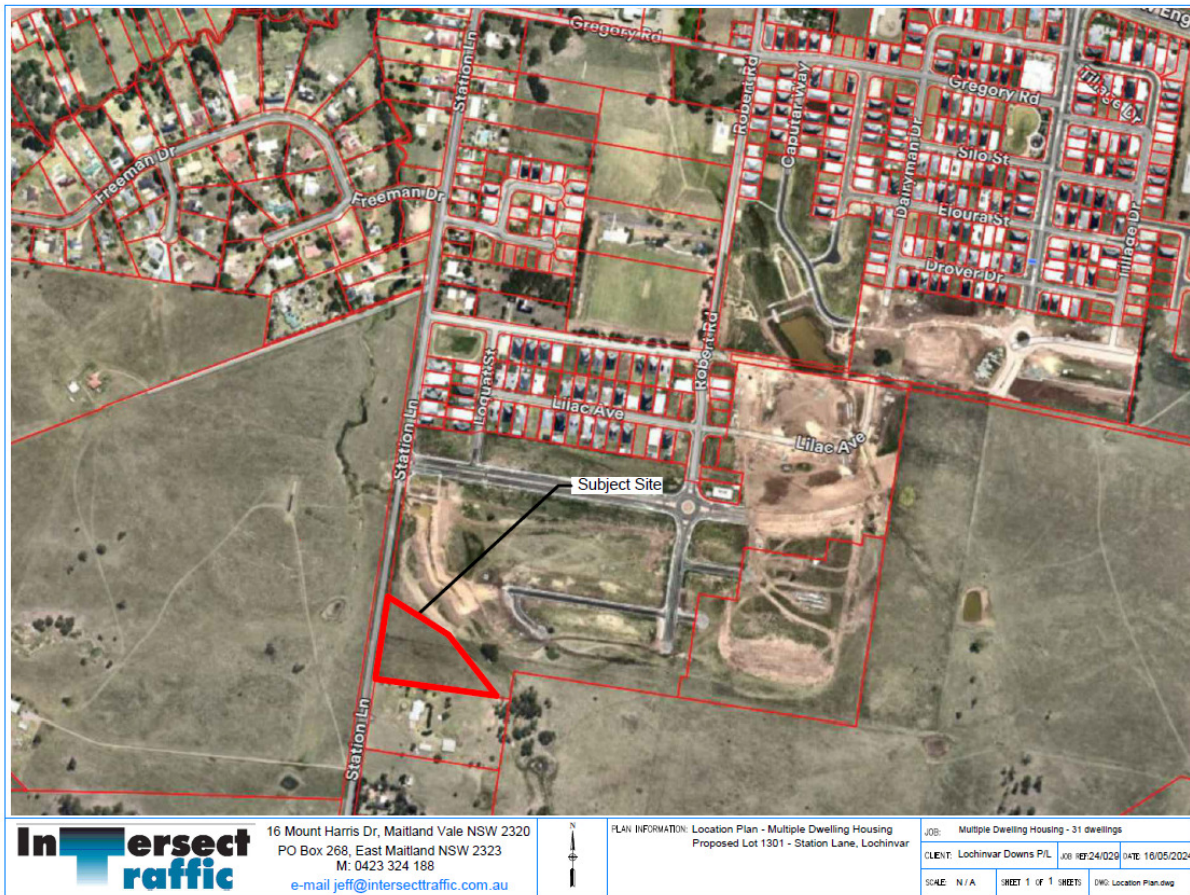 Gregory Rd
Station Ln
Robert Rd
Caputar Way
Gregory Rd
Tillage Dr
Silo St
Dairyman Dr
Freeman Dr
Freeman Dr
Eloura St
Tillage Dr
Drover Dr
Robert Rd
Loquat St
Lilac Ave
Lilac Ave
Station Ln
Subject Site
Station Ln
InTersect
Traffic
16 Mount Harris Dr, Maitland Vale NSW 2320
PO Box 268, East Maitland NSW 2323
M: 0423 324 188
e-mail jeff@intersecttraffic.com.au
N
PLAN INFORMATION: Location Plan - Multiple Dwelling Housing
Proposed Lot 1301 - Station Lane, Lochinvar
JOB: Multiple Dwelling Housing - 31 dwellings
CLIENT: Lochinvar Downs P/L JOB REF:24/029 DATE: 16/05/2024
SCALE: N / A SHEET 1 OF 1 SHEETS DWG: Location Plan.dwg